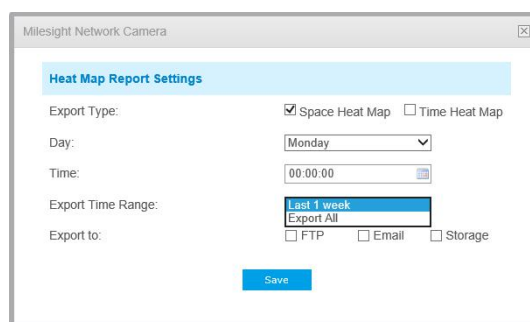 Milesight Network Camera
Heat Map Report Settings
Export Type: Space Heat Map Time Heat Map
Day: Monday
Time: 00:00:00
Export Time Range: Last 1 week
Export All
Export to: FTP Email Storage
Save